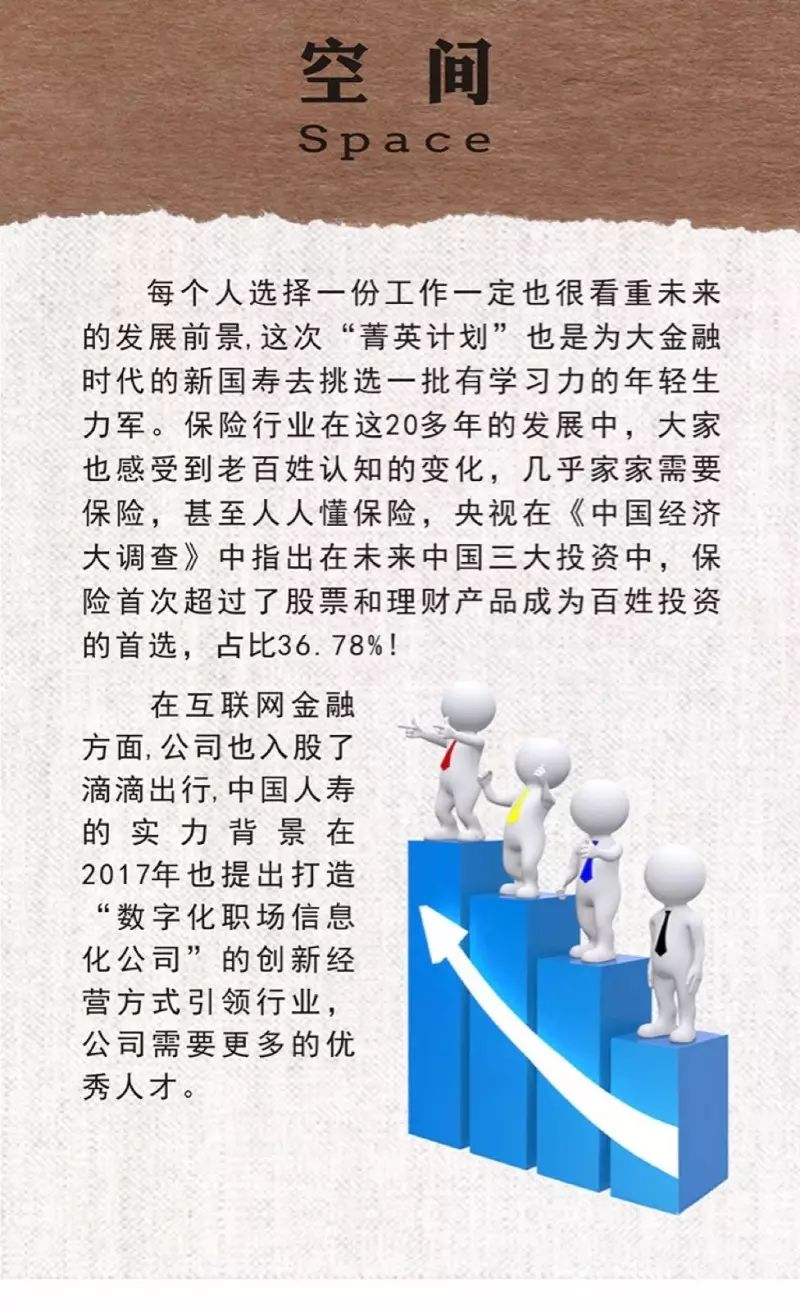 空间
Space
每个人选择一份工作一定也很看重未来
的发展前景,这次“菁英计划”也是为大金融
时代的新国寿去挑选一批有学习力的年轻生
力军。保险行业在这20多年的发展中，大家
也感受到老百姓认知的变化，几乎家家需要
保险，甚至人人懂保险，央视在《中国经济
大调查》中指出在未来中国三大投资中，保
险首次超过了股票和理财产品成为百姓投资
的首选，占比36.78%!
在互联网金融
方面,公司也入股了
滴滴出行,中国人寿
的实力背景在
2017年也提出打造
“数字化职场信息
化公司”的创新经
营方式引领行业，
公司需要更多的优
秀人才。